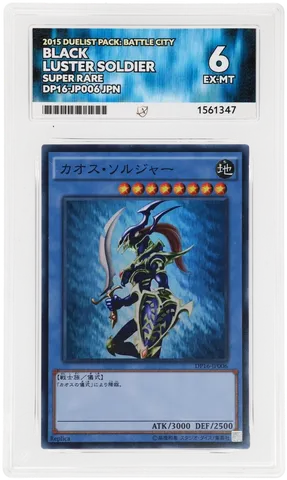 2015 DUELIST PACK: BATTLE CITY
BLACK
LUSTER SOLDIER
SUPER RARE
DP16-JP006 JPN
6
EX-MT
1561347
カオス・ソルジャー
地
DP16-JP006
【戦士族/儀式】
「カオスの儀式」により降臨。
ATK/3000 DEF/2500
Replica